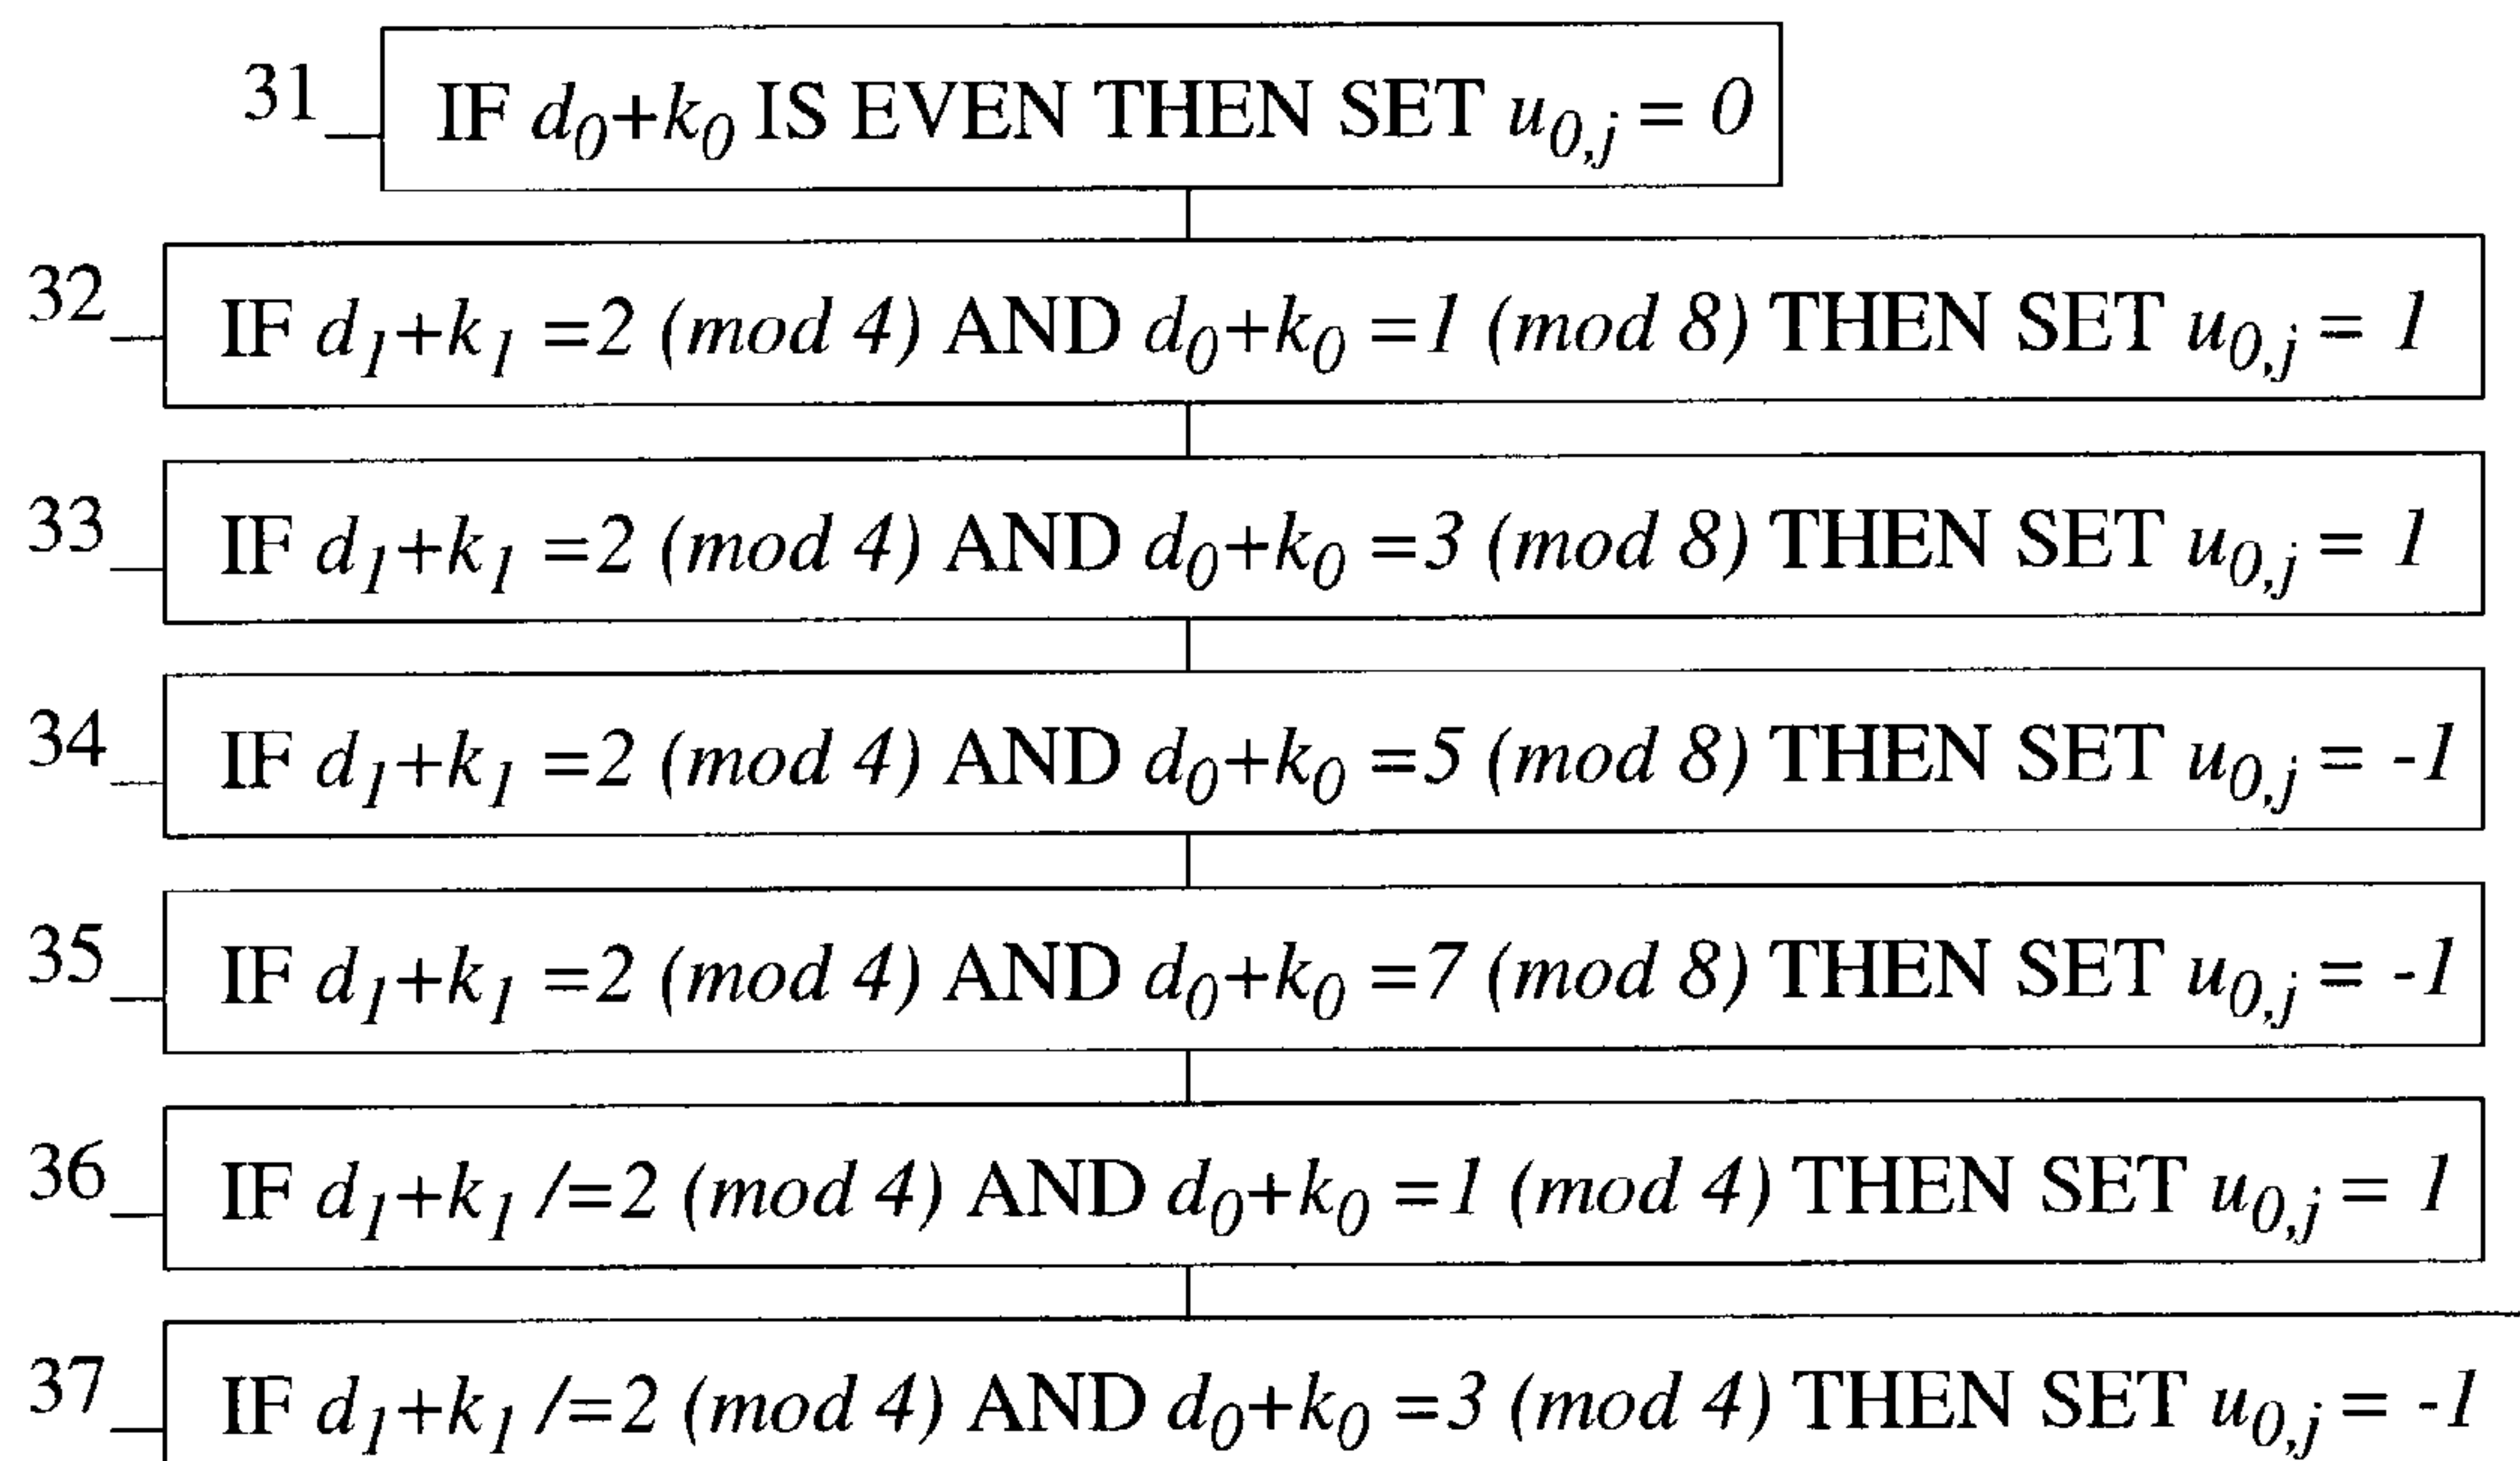 31 IF d0+k0 IS EVEN THEN SET u0,j = 0
32 IF d1+k1 =2 (mod 4) AND d0+k0 =1 (mod 8) THEN SET u0,j = 1
33 IF d1+k1 =2 (mod 4) AND d0+k0 =3 (mod 8) THEN SET u0,j = 1
34 IF d1+k1 =2 (mod 4) AND d0+k0 =5 (mod 8) THEN SET u0,j = -1
35 IF d1+k1 =2 (mod 4) AND d0+k0 =7 (mod 8) THEN SET u0,j = -1
36 IF d1+k1 /=2 (mod 4) AND d0+k0 =1 (mod 4) THEN SET u0,j = 1
37 IF d1+k1 /=2 (mod 4) AND d0+k0 =3 (mod 4) THEN SET u0,j = -1